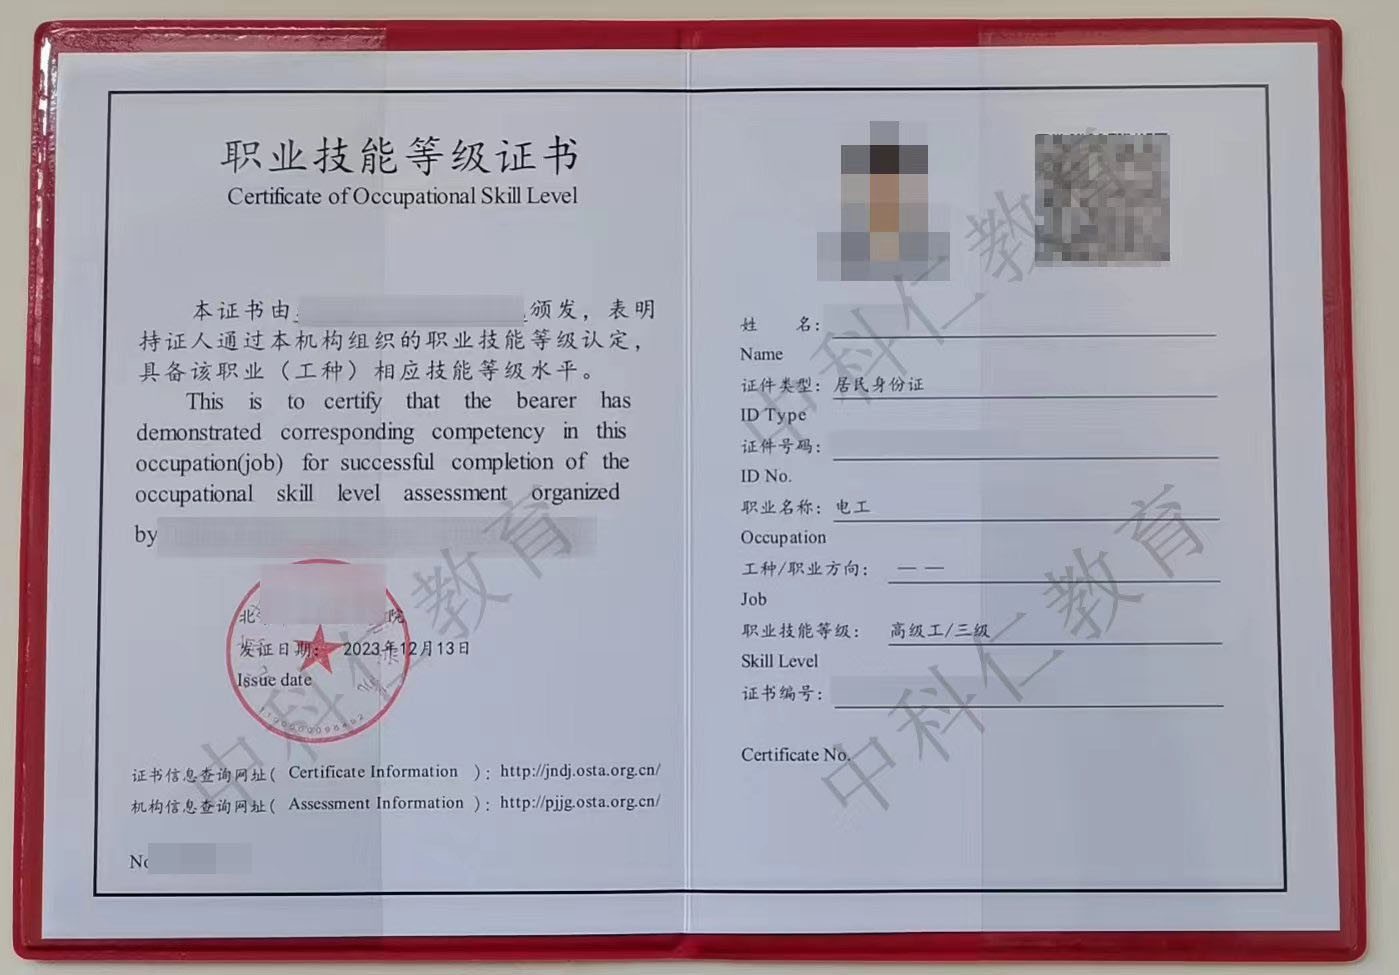 职业技能等级证书
Certificate of Occupational Skill Level
本证书由 颁发，表明
持证人通过本机构组织的职业技能等级认定，
具备该职业（工种）相应技能等级水平。
This is to certify that the bearer has
demonstrated corresponding competency in this
occupation(job) for successful completion of the
occupational skill level assessment organized
by
北 院
发证日期： 2023年12月13日
Issue date
证书信息查询网址( Certificate Information )：http://jndj.osta.org.cn/
机构信息查询网址( Assessment Information )：http://pjjg.osta.org.cn/
姓 名：
Name
证件类型：居民身份证
ID Type
证件号码：
ID No.
职业名称：电工
Occupation
工种/职业方向： — —
Job
职业技能等级： 高级工/三级
Skill Level
证书编号：
Certificate No.
中科仁教育
中科仁教育
中科仁教育